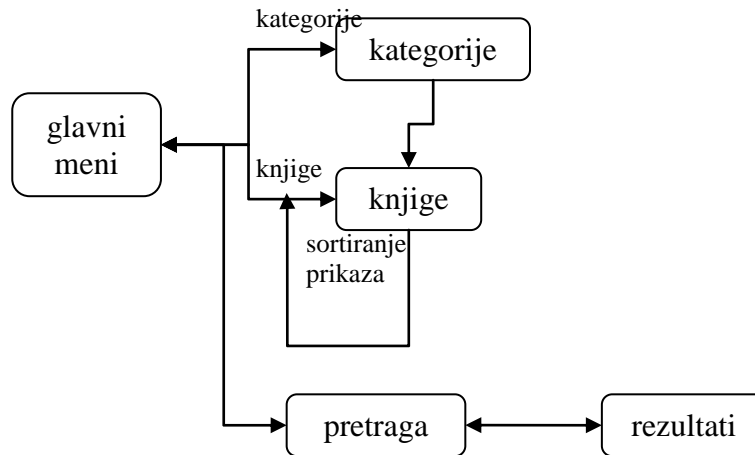 kategorije
kategorije
glavni
meni
knjige
knjige
sortiranje
prikaza
pretraga
rezultati